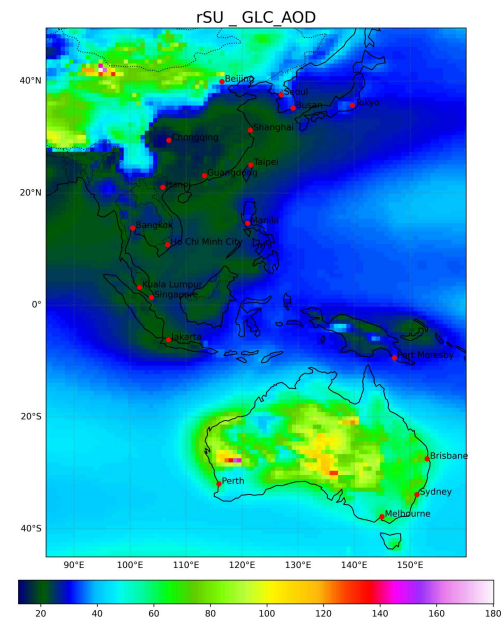 rSU _ GLC_AOD
40°N
Beijing
Seoul
Busan
Tokyo
Chongqing
Shanghai
Taipei
Guangdong
20°N
Hanoi
Manila
Bangkok
Ho Chi Minh City
Kuala Lumpur
Singapore
0°
Jakarta
Port Moresby
20°S
Brisbane
Perth
Sydney
Melbourne
40°S
90°E 100°E 110°E 120°E 130°E 140°E 150°E
20 40 60 80 100 120 140 160 180